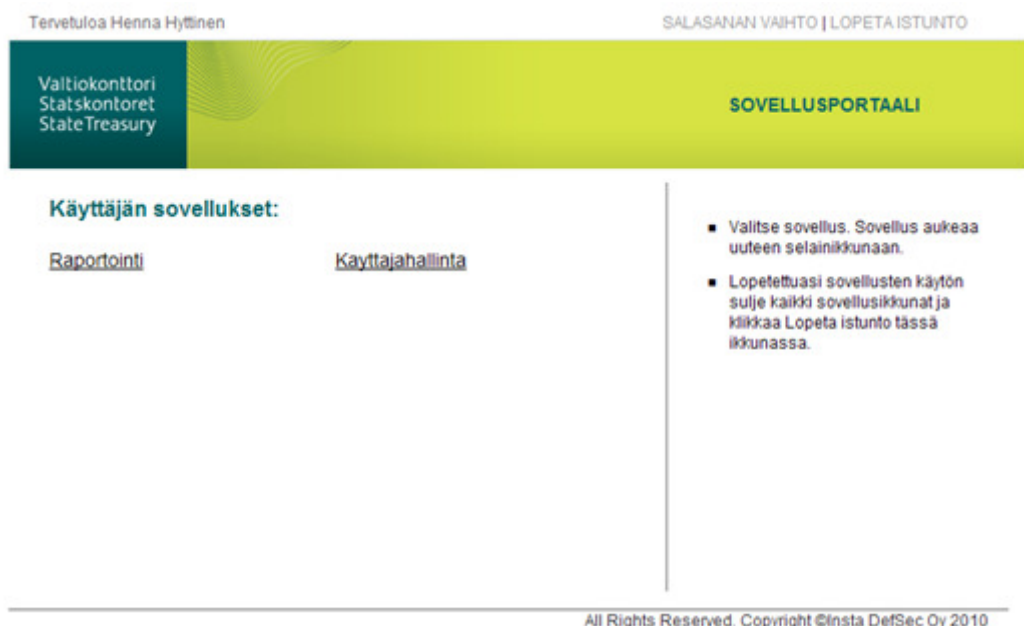 Tervetuloa Henna Hyttinen
SALASANAN VAIHTO | LOPETA ISTUNTO
Valtiokonttori
Statskontoret
StateTreasury
SOVELLUSPORTAALI
Käyttäjän sovellukset:
Raportointi
Kayttajahallinta
▪ Valitse sovellus. Sovellus aukeaa
uuteen selainikkunaan.
▪ Lopetettuasi sovellusten käytön
sulje kaikki sovellusikkunat ja
klikkaa Lopeta istunto tässä
ikkunassa.
All Rights Reserved. Copyright ©Insta DefSec Oy 2010